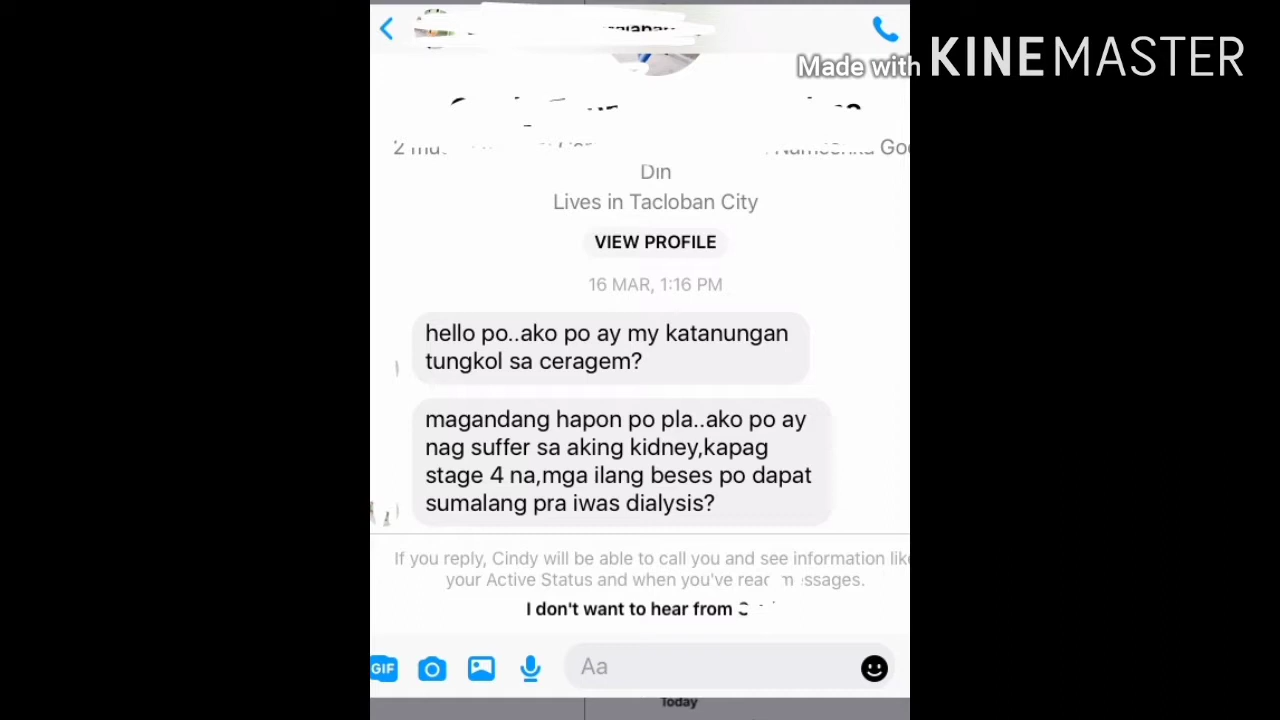 Made with KINEMASTER
Din
Lives in Tacloban City
VIEW PROFILE
16 MAR, 1:16 PM
hello po..ako po ay my katanungan
tungkol sa ceragem?
magandang hapon po pla..ako po ay
nag suffer sa aking kidney,kapag
stage 4 na,mga ilang beses po dapat
sumalang pra iwas dialysis?
If you reply, Cindy will be able to call you and see information like
your Active Status and when you've read messages.
I don't want to hear from
GIF
Aa
Today